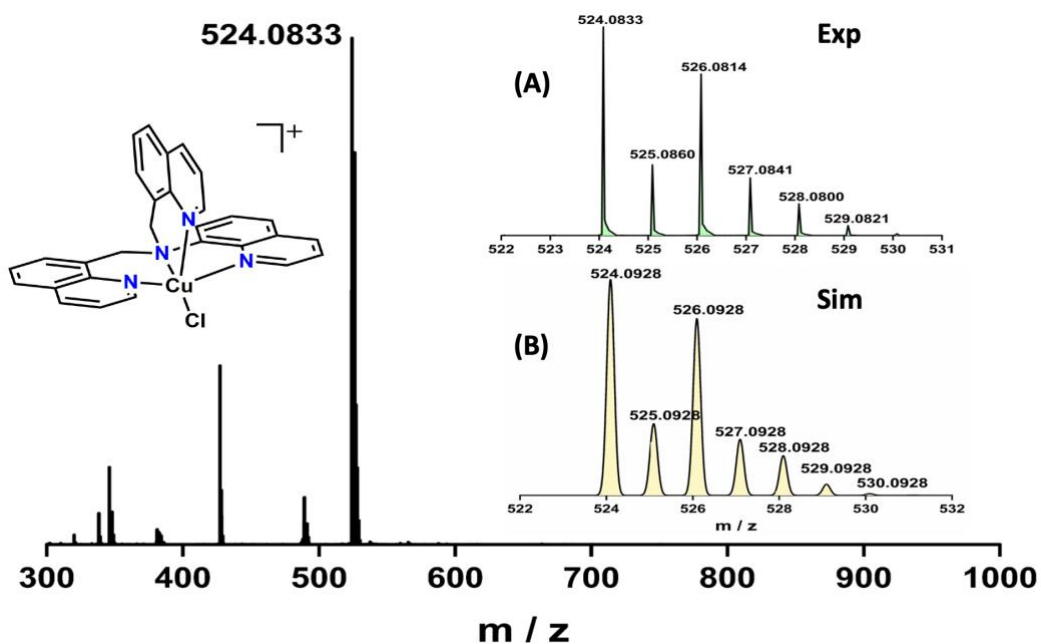 524.0833
+
N
N
N
N
Cu
Cl
(A)
Exp
524.0833
526.0814
525.0860
527.0841
528.0800
529.0821
522 523 524 525 526 527 528 529 530 531
(B)
Sim
524.0928
526.0928
525.0928
527.0928
528.0928
529.0928
530.0928
522 524 526 528 530 532
m / z
300 400 500 600 700 800 900 1000
m / z